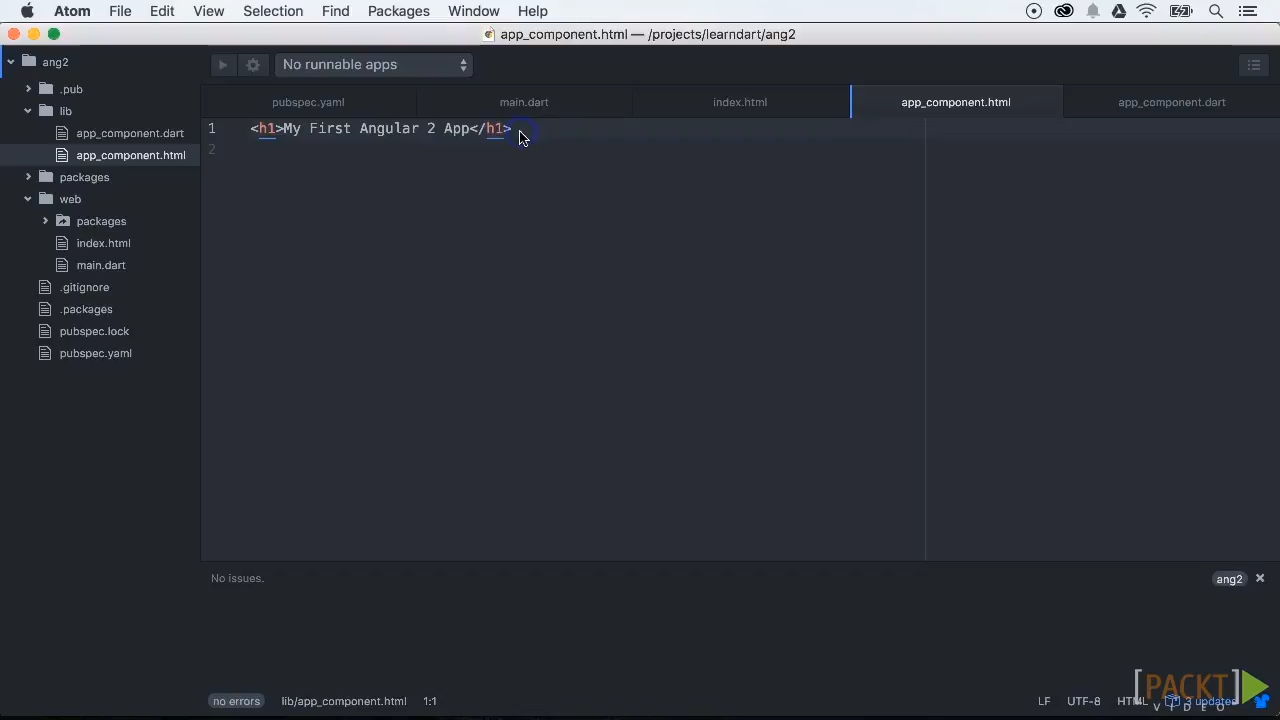 Atom File Edit View Selection Find Packages Window Help
app_component.html — /projects/learndart/ang2
ang2
No runnable apps
pubspec.yaml main.dart index.html app_component.html app_component.dart
.pub
lib
app_component.dart
app_component.html
packages
web
packages
index.html
main.dart
.gitignore
.packages
pubspec.lock
pubspec.yaml
1 <h1>My First Angular 2 App</h1>
2
No issues.
ang2
no errors lib/app_component.html 1:1
LF UTF-8 HTML updates
[PACKT]
VIDEO